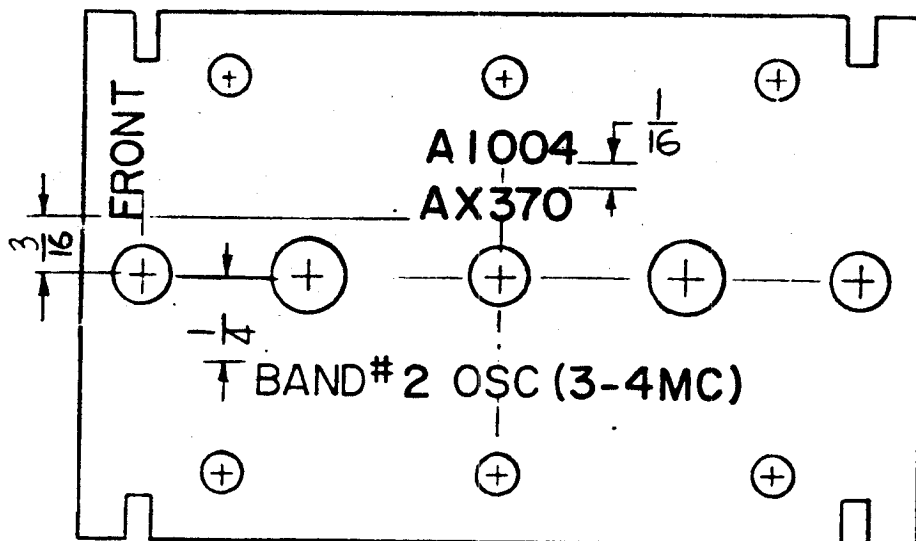 FRONT
A1004
AX370
1/16
3/16
1/4
BAND #2 OSC (3-4MC)